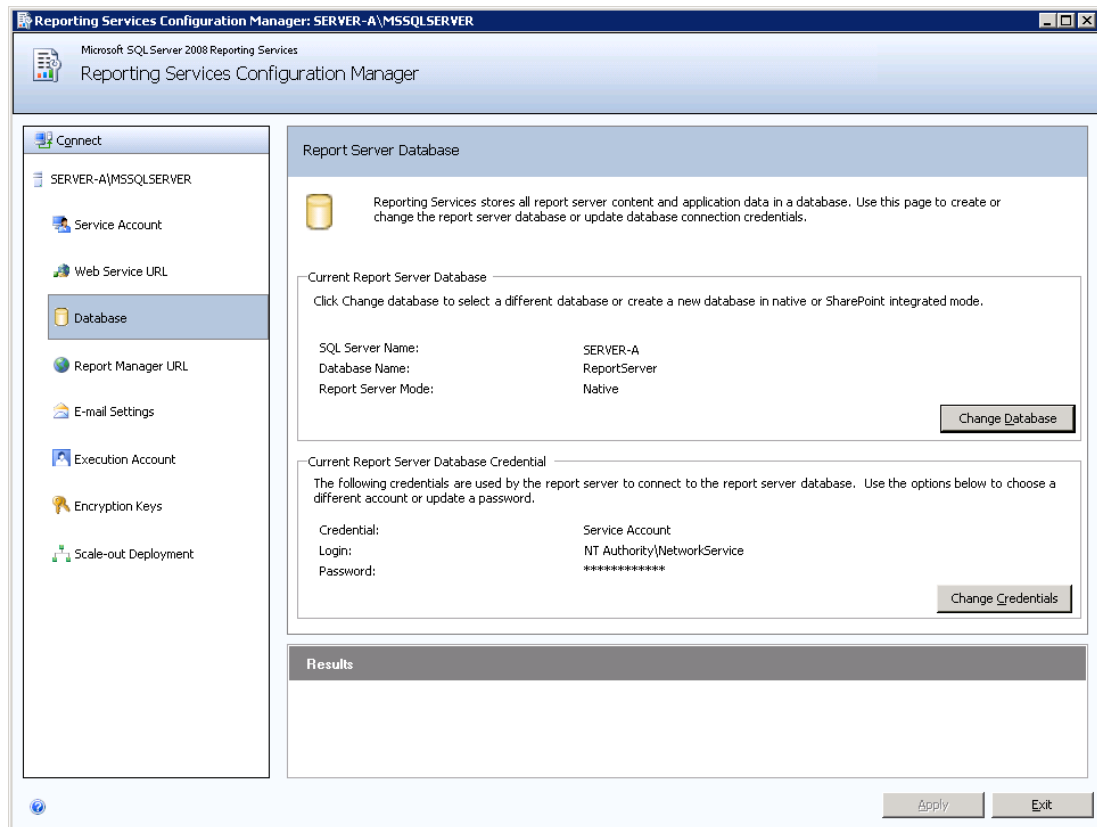 Reporting Services Configuration Manager: SERVER-A\MSSQLSERVER
Microsoft SQL Server 2008 Reporting Services
Reporting Services Configuration Manager
Connect
SERVER-A\MSSQLSERVER
Service Account
Web Service URL
Database
Report Manager URL
E-mail Settings
Execution Account
Encryption Keys
Scale-out Deployment
Report Server Database
Reporting Services stores all report server content and application data in a database. Use this page to create or
change the report server database or update database connection credentials.
Current Report Server Database
Click Change database to select a different database or create a new database in native or SharePoint integrated mode.
SQL Server Name: SERVER-A
Database Name: ReportServer
Report Server Mode: Native
Change Database
Current Report Server Database Credential
The following credentials are used by the report server to connect to the report server database. Use the options below to choose a
different account or update a password.
Credential: Service Account
Login: NT Authority\NetworkService
Password: ************
Change Credentials
Results
Apply
Exit